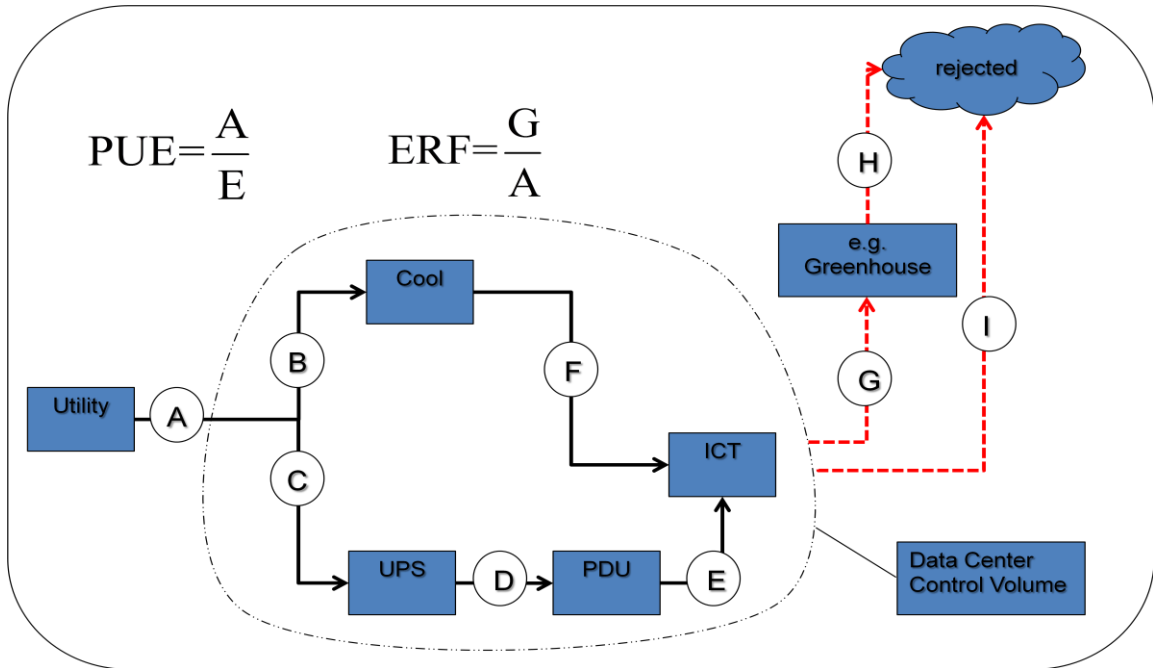 rejected
PUE=A/E
ERF=G/A
H
e.g.
Greenhouse
Cool
I
B
F
G
Utility
A
ICT
C
UPS
D
PDU
E
Data Center
Control Volume